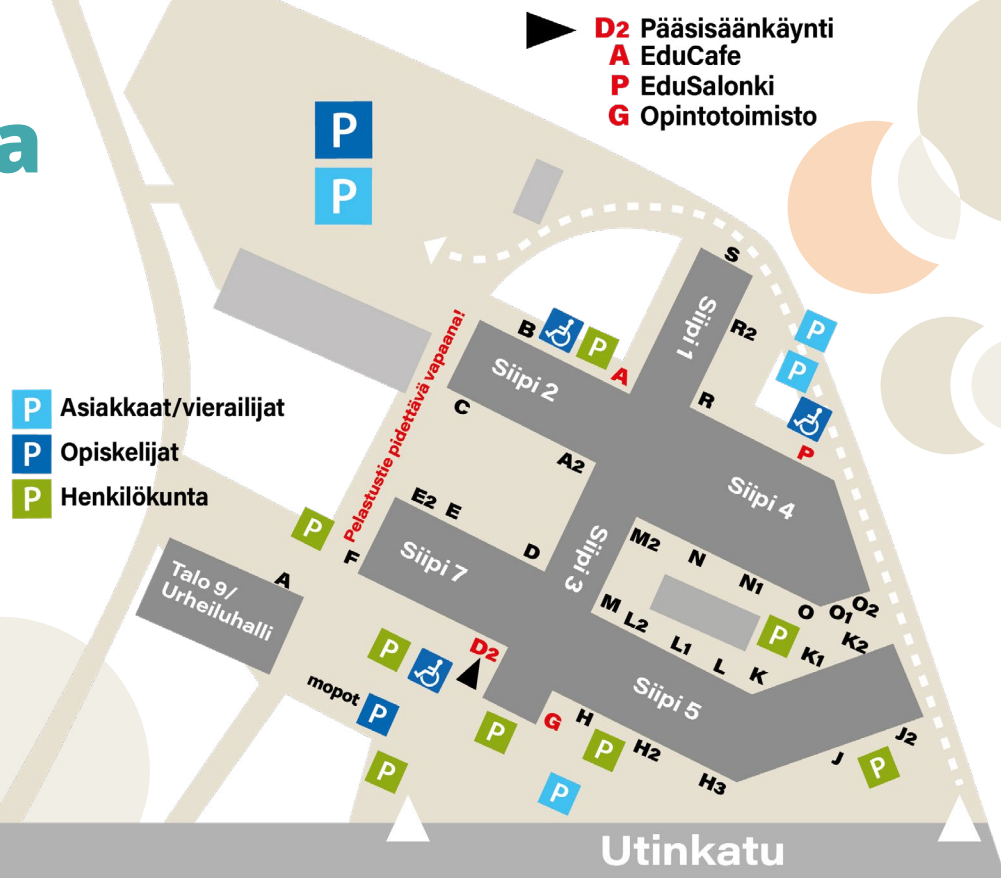 D2 Pääsisäänkäynti
A EduCafe
P EduSalonki
G Opintotoimisto
a
P
P
S
Siipi 1
R2
P
P
B
P
A
Siipi 2
R
P
C
Pelastustie pidettävä vapaana!
P Asiakkaat/vierailijat
P Opiskelijat
P Henkilökunta
A2
Siipi 4
E2 E
D
Siipi 3
M2
N
N1
O
O1
O2
P
F
Siipi 7
Talo 9/
Urheiluhalli
A
M
L2
L1
L
K
P
K1
K2
P
D2
Siipi 5
mopot
P
P
P
G
H
P
H2
H3
J
J2
P
P
Utinkatu